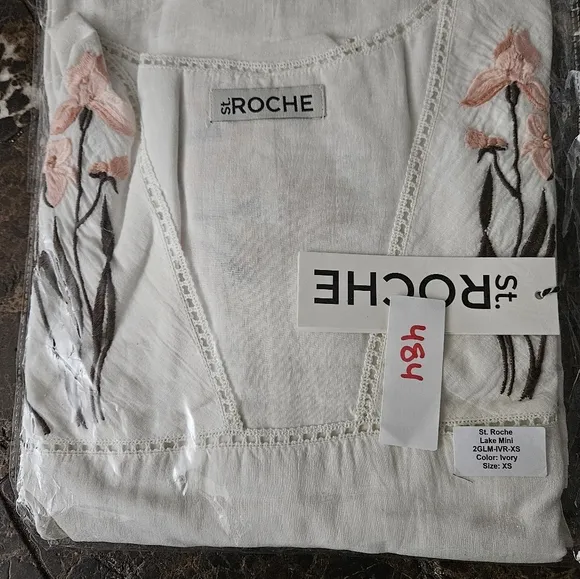 St. ROCHE
St. ROCHE
484
St. Roche
Lake Mini
2GLM-IVR-XS
Color: Ivory
Size: XS